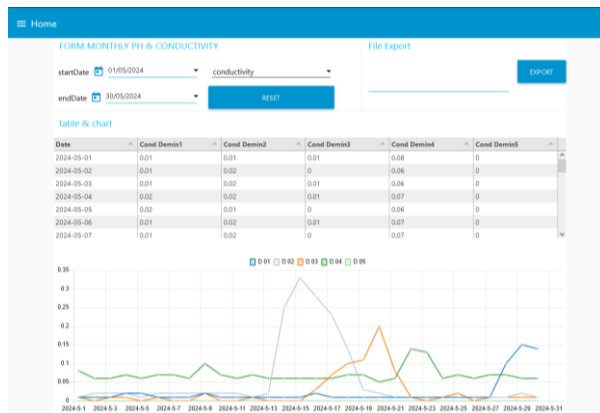 Home
FORM MONTHLY PH & CONDUCTIVITY
File Export
startDate 01/05/2024 conductivity
EXPORT
endDate 30/05/2024 RESET
table & chart
Date Cond Demin1 Cond Demin2 Cond Demin3 Cond Demin4 Cond Demin5
2024-05-01 0.01 0.01 0.01 0.08 0
2024-05-02 0.01 0.02 0 0.06 0
2024-05-03 0.01 0.02 0.01 0.06 0
2024-05-04 0.02 0.02 0.01 0.07 0
2024-05-05 0.02 0.01 0 0.06 0
2024-05-06 0.01 0.02 0.01 0.07 0
2024-05-07 0.01 0.02 0 0.07 0
D 01 D 02 D 03 D 04 D 05
0.35
0.3
0.25
0.2
0.15
0.1
0.05
0
2024-5-1 2024-5-3 2024-5-5 2024-5-7 2024-5-9 2024-5-11 2024-5-13 2024-5-15 2024-5-17 2024-5-19 2024-5-21 2024-5-23 2024-5-25 2024-5-27 2024-5-29 2024-5-31